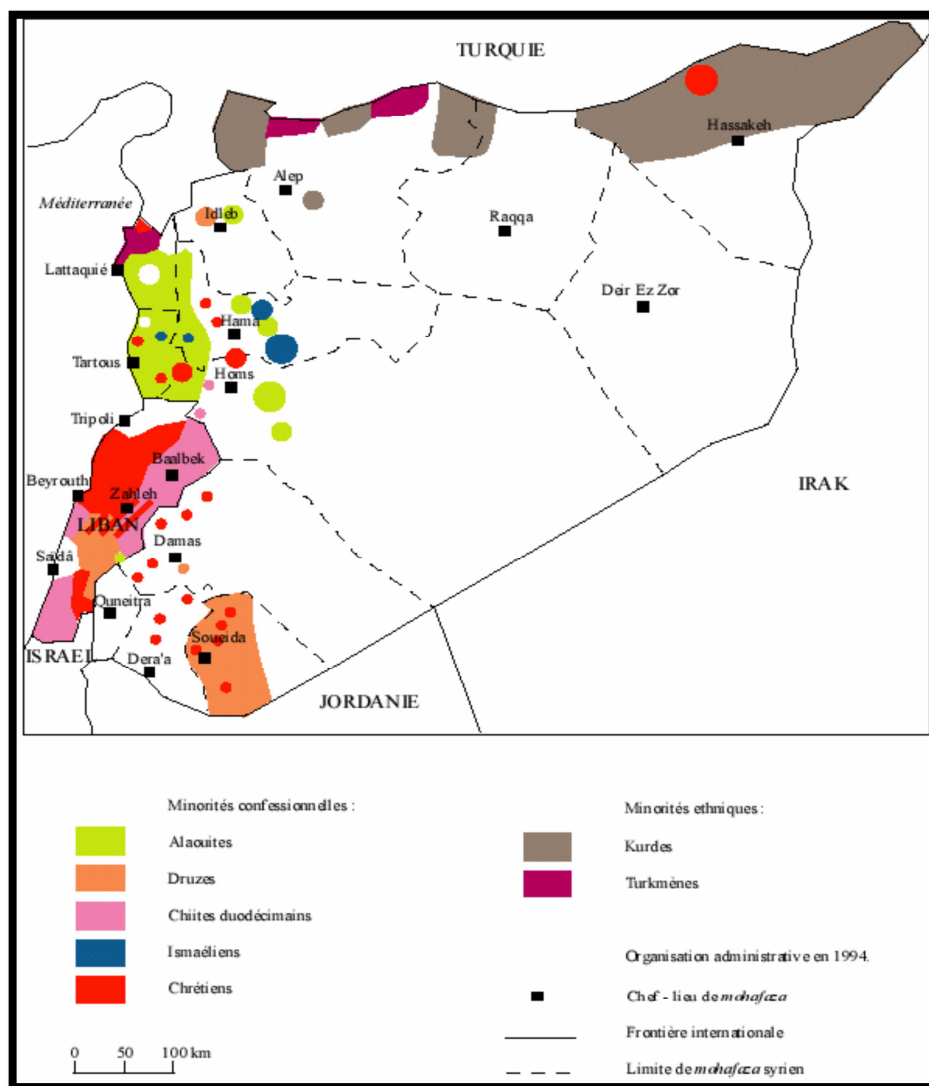 TURQUIE
Hassakeh
Alep
Méditerranée
Idleb
Raqqa
Lattaquié
Deir Ez Zor
Hama
Tartous
Homs
Tripoli
Baalbek
Beyrouth
IRAK
Zahleh
LIBAN
Damas
Saïdâ
Quneitra
Soueida
ISRAEL
Dera'a
JORDANIE
Minorités confessionnelles :
Alaouites
Druzes
Chiites duodécimains
Ismaéliens
Chrétiens
0 50 100 km
Minorités ethniques :
Kurdes
Turkmènes
Organisation administrative en 1994.
Chef - lieu de mohafaza
Frontière internationale
Limite de mohafaza syrien